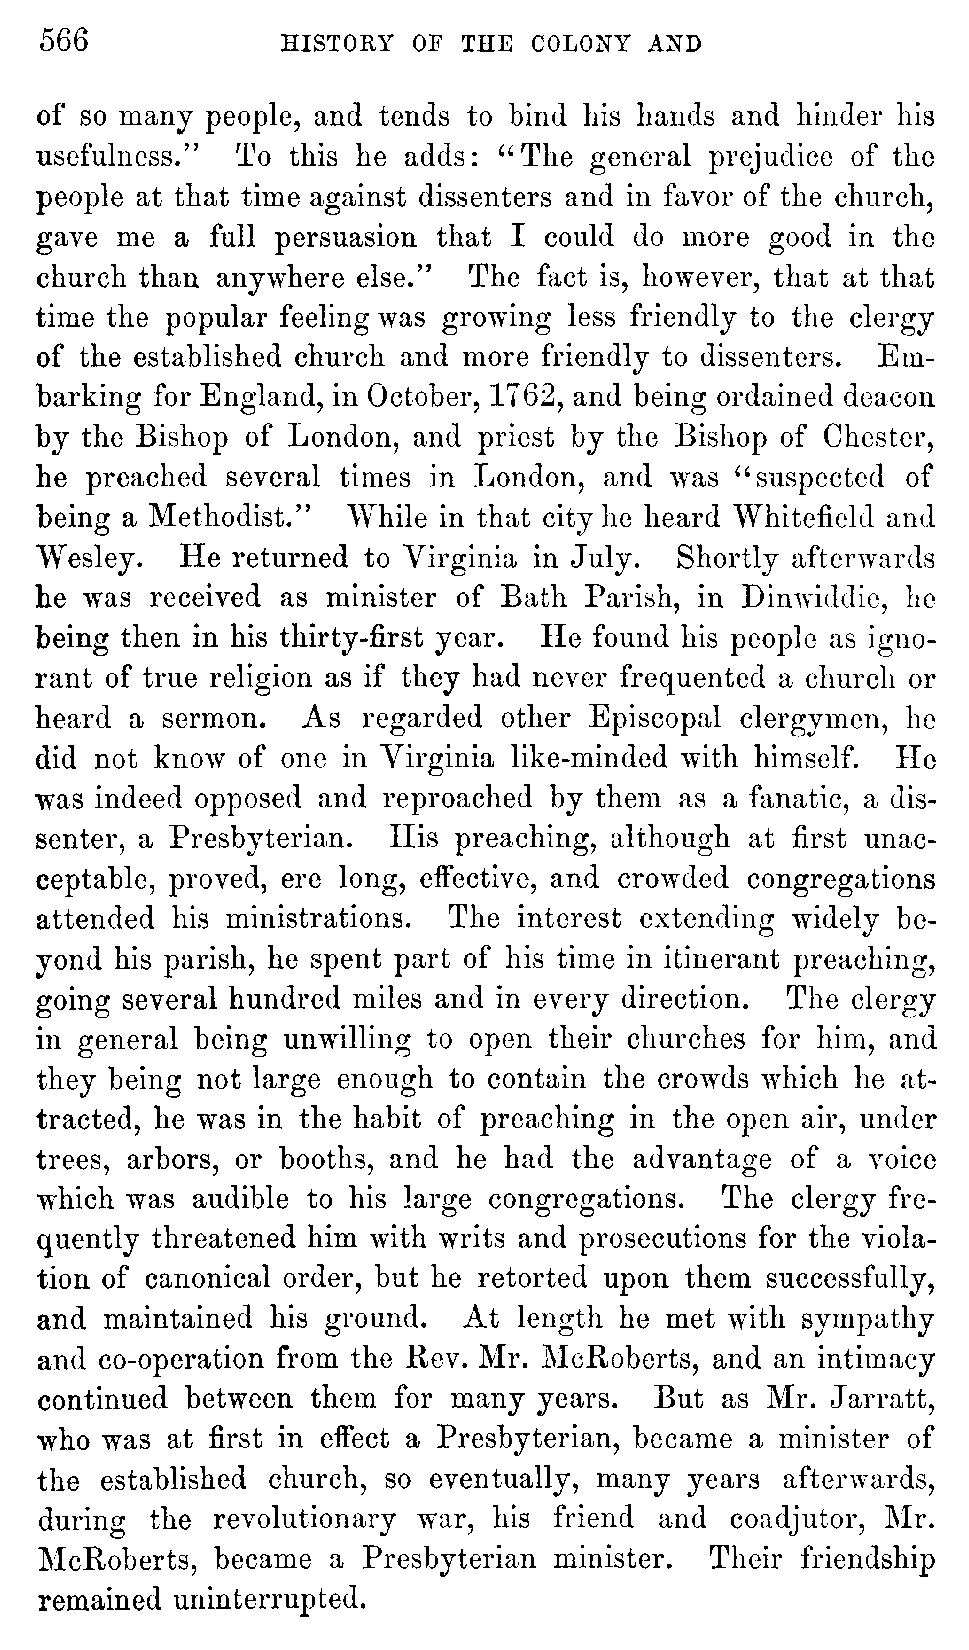 566 HISTORY OF THE COLONY AND
of so many people, and tends to bind his hands and hinder his
usefulness." To this he adds: "The general prejudice of the
people at that time against dissenters and in favor of the church,
gave me a full persuasion that I could do more good in the
church than anywhere else." The fact is, however, that at that
time the popular feeling was growing less friendly to the clergy
of the established church and more friendly to dissenters. Em-
barking for England, in October, 1762, and being ordained deacon
by the Bishop of London, and priest by the Bishop of Chester,
he preached several times in London, and was "suspected of
being a Methodist." While in that city he heard Whitefield and
Wesley. He returned to Virginia in July. Shortly afterwards
he was received as minister of Bath Parish, in Dinwiddie, he
being then in his thirty-first year. He found his people as igno-
rant of true religion as if they had never frequented a church or
heard a sermon. As regarded other Episcopal clergymen, he
did not know of one in Virginia like-minded with himself. He
was indeed opposed and reproached by them as a fanatic, a dis-
senter, a Presbyterian. His preaching, although at first unac-
ceptable, proved, ere long, effective, and crowded congregations
attended his ministrations. The interest extending widely be-
yond his parish, he spent part of his time in itinerant preaching,
going several hundred miles and in every direction. The clergy
in general being unwilling to open their churches for him, and
they being not large enough to contain the crowds which he at-
tracted, he was in the habit of preaching in the open air, under
trees, arbors, or booths, and he had the advantage of a voice
which was audible to his large congregations. The clergy fre-
quently threatened him with writs and prosecutions for the viola-
tion of canonical order, but he retorted upon them successfully,
and maintained his ground. At length he met with sympathy
and co-operation from the Rev. Mr. McRoberts, and an intimacy
continued between them for many years. But as Mr. Jarratt,
who was at first in effect a Presbyterian, became a minister of
the established church, so eventually, many years afterwards,
during the revolutionary war, his friend and coadjutor, Mr.
McRoberts, became a Presbyterian minister. Their friendship
remained uninterrupted.